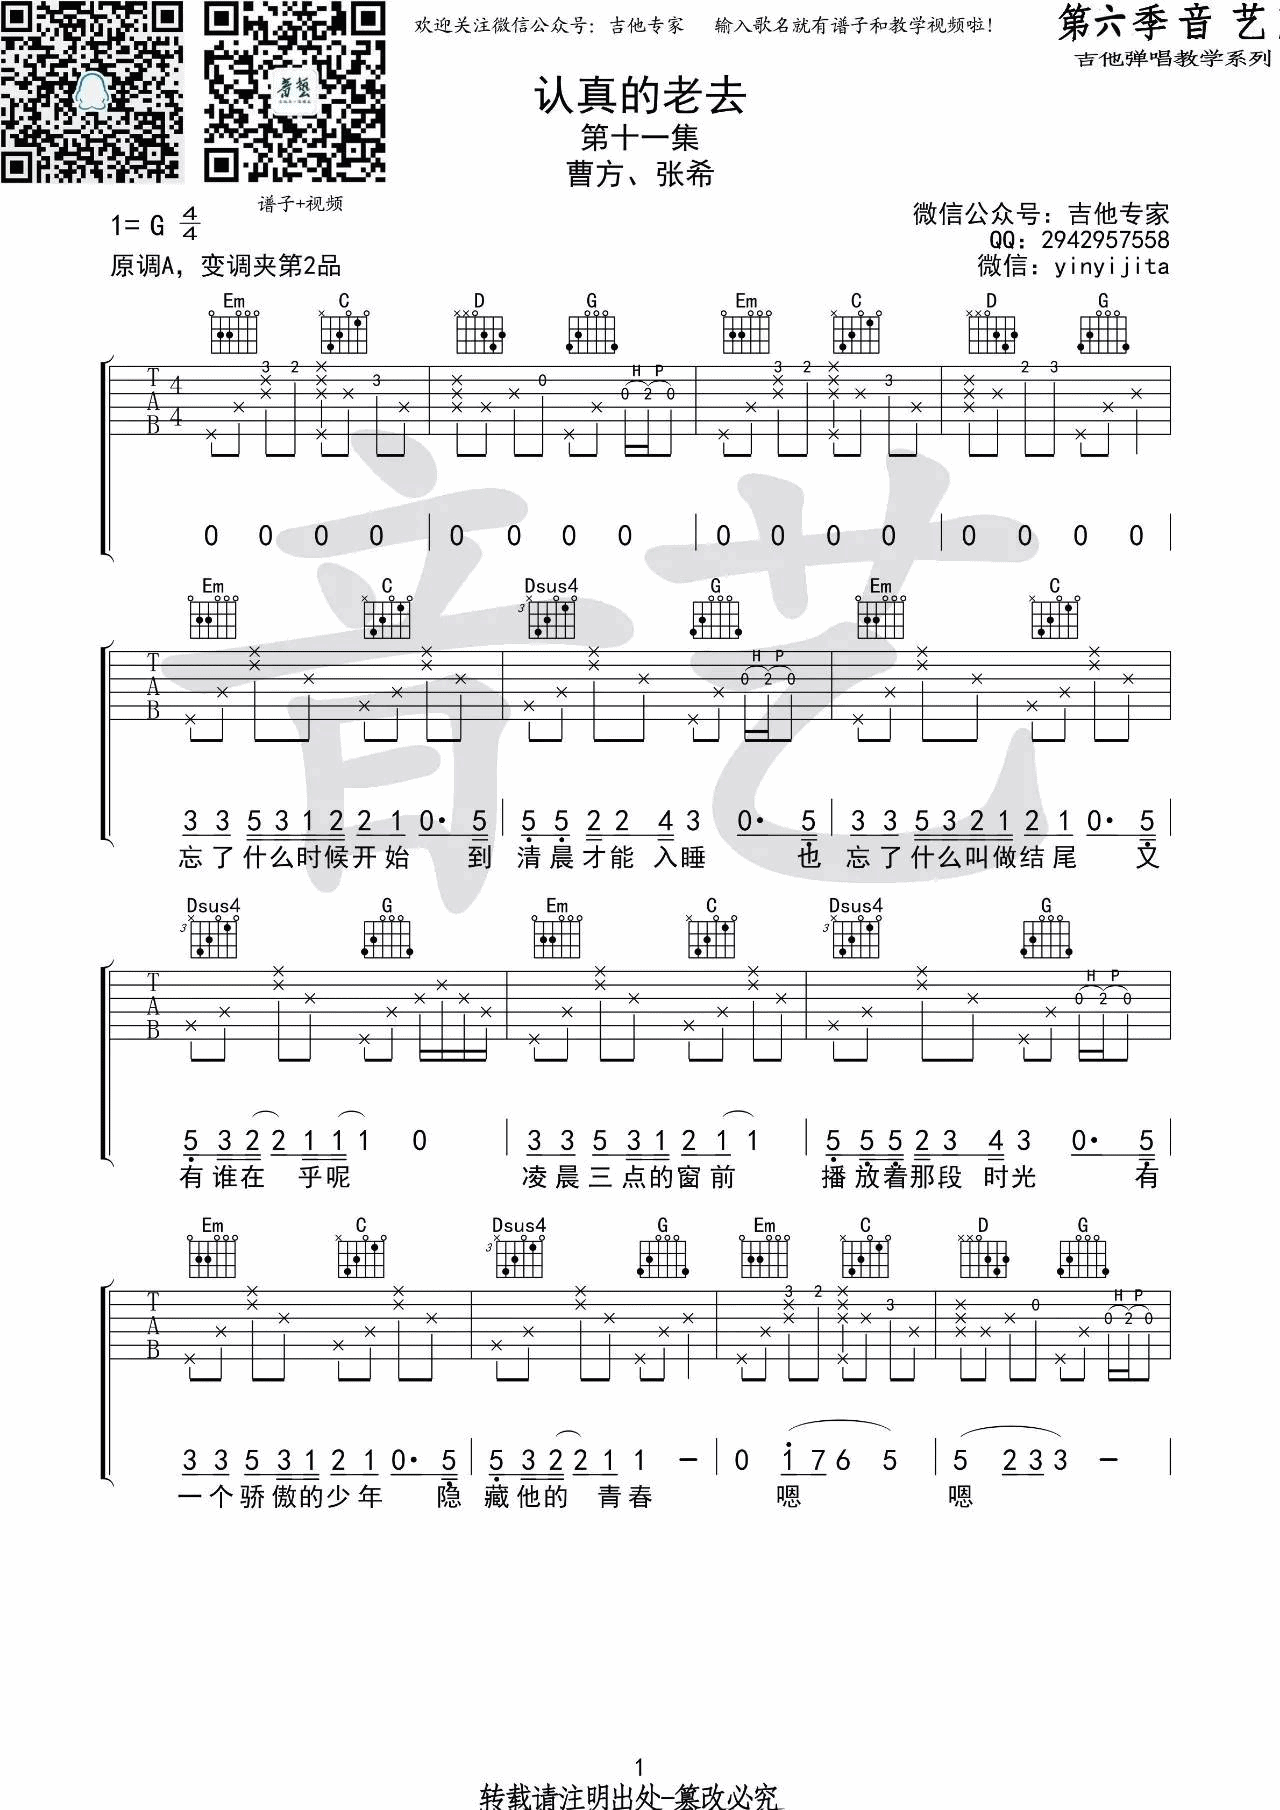 欢迎关注微信公众号：吉他专家 输入歌名就有谱子和教学视频啦！
第六季音艺
吉他弹唱教学系列
认真的老去
第十一集
曹方、张希
谱子+视频
1= G 4/4
原调A，变调夹第2品
微信公众号：吉他专家
QQ：2942957558
微信：yinyijita
Em C D G Em C D G
3 2 3 0 H P 0 2 0 3 2 3 2 3
T A B 4/4
0 0 0 0 0 0 0 0 0 0 0 0 0 0 0 0
Em C Dsus4 G Em C
3
H P
T A B 0 2 0
3 3 5 3 1 2 2 1 0· 5 5 5 2 2 4 3 0· 5 3 3 5 3 2 1 2 1 0· 5
忘了什么时候开始 到 清晨才能 入睡 也 忘了什么叫做结尾 又
Dsus4 G Em C Dsus4 G
3 3
H P
T A B 0 2 0
5 3 2 2 1 1 1 0 3 3 5 3 1 2 1 1 5 5 5 2 3 4 3 0· 5
有谁在 乎呢 凌晨三点的窗前 播放着那段 时光 有
Em C Dsus4 G Em C D G
3
T A B 3 2 3 0 H P 0 2 0
3 3 5 3 1 2 1 0· 5 5 3 2 2 1 1 — 0 1 7 6 5 5 2 3 3 —
一个骄傲的少年 隐 藏他的 青春 嗯 嗯
音艺
1
转载请注明出处-篡改必究